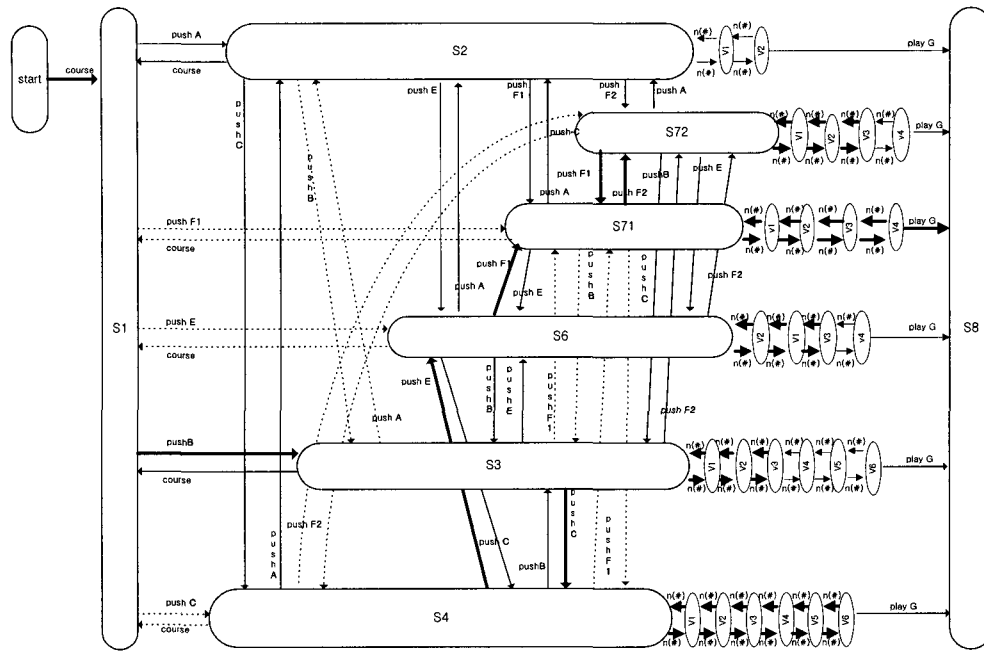 start
course
S1
push A
course
S2
n(#)
n(#)
V1
n(#)
n(#)
V2
play G
S8
push C
push B
push E
push F1
push F2
push A
push C
S72
n(#) n(#) n(#) n(#)
V1 V2 V3 V4
n(#) n(#) n(#) n(#)
play G
push F1
push F2
pushB
push E
push A
push F1
course
S71
n(#) n(#) n(#) n(#)
V1 V2 V3 V4
n(#) n(#) n(#) n(#)
play G
push F1
push A
push E
push B
push C
push F2
push E
course
S6
n(#) n(#) n(#) n(#)
V2 V1 V3 V4
n(#) n(#) n(#) n(#)
play G
push E
push A
push B
push E
push F1
push F2
pushB
course
S3
n(#) n(#) n(#) n(#) n(#) n(#)
V1 V2 V3 V4 V5 V6
n(#) n(#) n(#) n(#) n(#) n(#)
play G
push A
push F2
push C
pushB
push C
push F1
push C
course
S4
n(#) n(#) n(#) n(#) n(#) n(#)
V1 V2 V3 V4 V5 V6
n(#) n(#) n(#) n(#) n(#) n(#)
play G